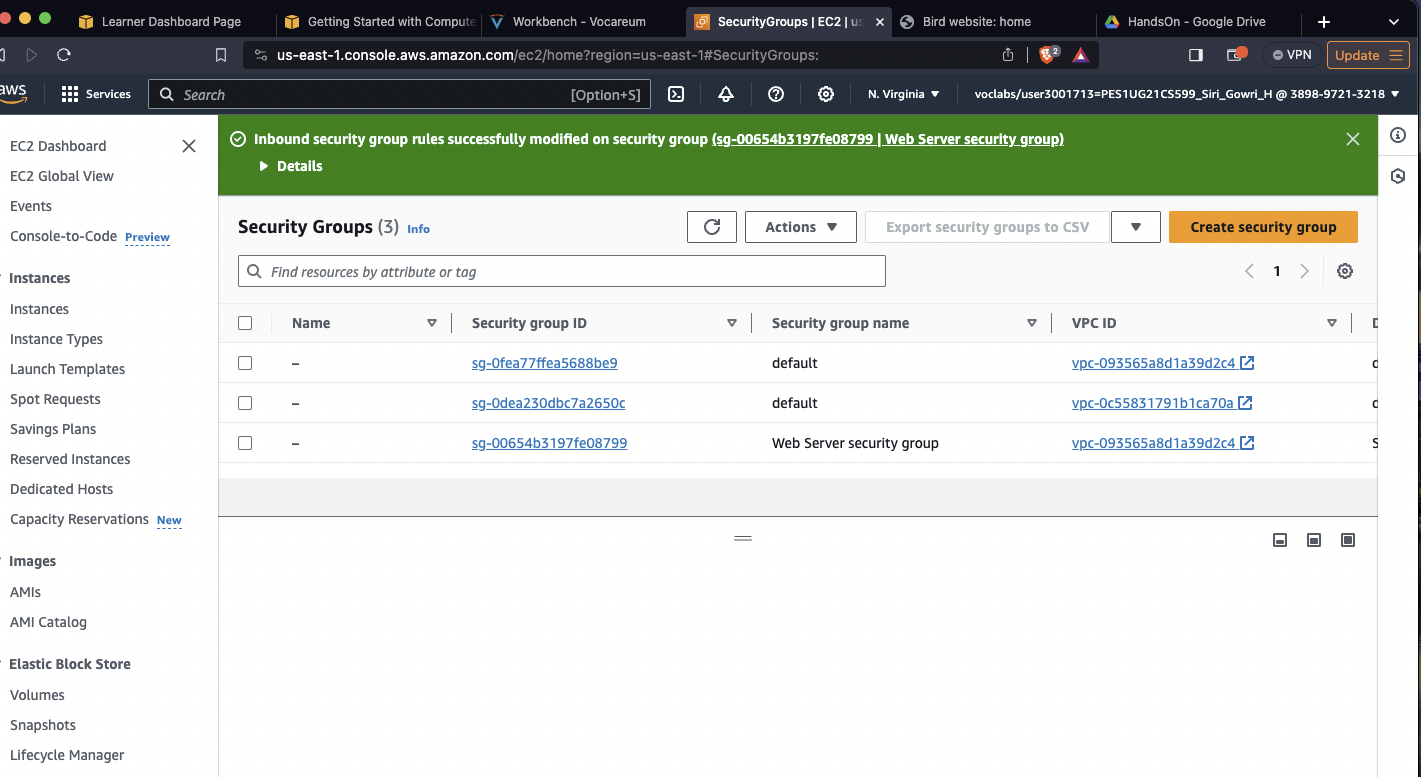 Learner Dashboard Page
Getting Started with Compute
Workbench - Vocareum
SecurityGroups | EC2 | us
Bird website: home
HandsOn - Google Drive
us-east-1.console.aws.amazon.com/ec2/home?region=us-east-1#SecurityGroups:
2
VPN
Update
aws
Services
Search
[Option+S]
N. Virginia
voclabs/user3001713=PES1UG21CS599_Siri_Gowri_H @ 3898-9721-3218
EC2 Dashboard
EC2 Global View
Events
Console-to-Code Preview
Instances
Instances
Instance Types
Launch Templates
Spot Requests
Savings Plans
Reserved Instances
Dedicated Hosts
Capacity Reservations New
Images
AMIs
AMI Catalog
Elastic Block Store
Volumes
Snapshots
Lifecycle Manager
Inbound security group rules successfully modified on security group (sg-00654b3197fe08799 | Web Server security group)
Details
Security Groups (3) Info
Actions
Export security groups to CSV
Create security group
Find resources by attribute or tag
1
Name Security group ID Security group name VPC ID D
– sg-0fea77ffea5688be9 default vpc-093565a8d1a39d2c4 d
– sg-0dea230dbc7a2650c default vpc-0c55831791b1ca70a d
– sg-00654b3197fe08799 Web Server security group vpc-093565a8d1a39d2c4 S